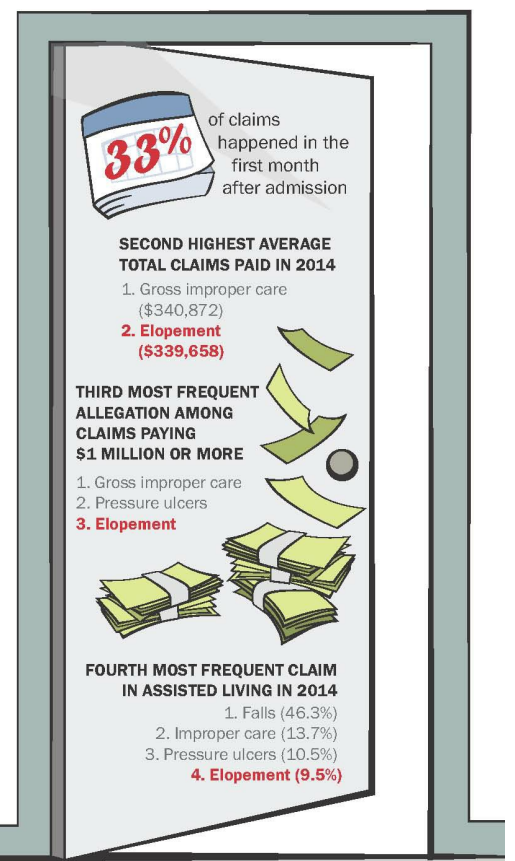 33%
of claims
happened in the
first month
after admission
SECOND HIGHEST AVERAGE
TOTAL CLAIMS PAID IN 2014
1. Gross improper care
($340,872)
2. Elopement
($339,658)
THIRD MOST FREQUENT
ALLEGATION AMONG
CLAIMS PAYING
$1 MILLION OR MORE
1. Gross improper care
2. Pressure ulcers
3. Elopement
FOURTH MOST FREQUENT CLAIM
IN ASSISTED LIVING IN 2014
1. Falls (46.3%)
2. Improper care (13.7%)
3. Pressure ulcers (10.5%)
4. Elopement (9.5%)